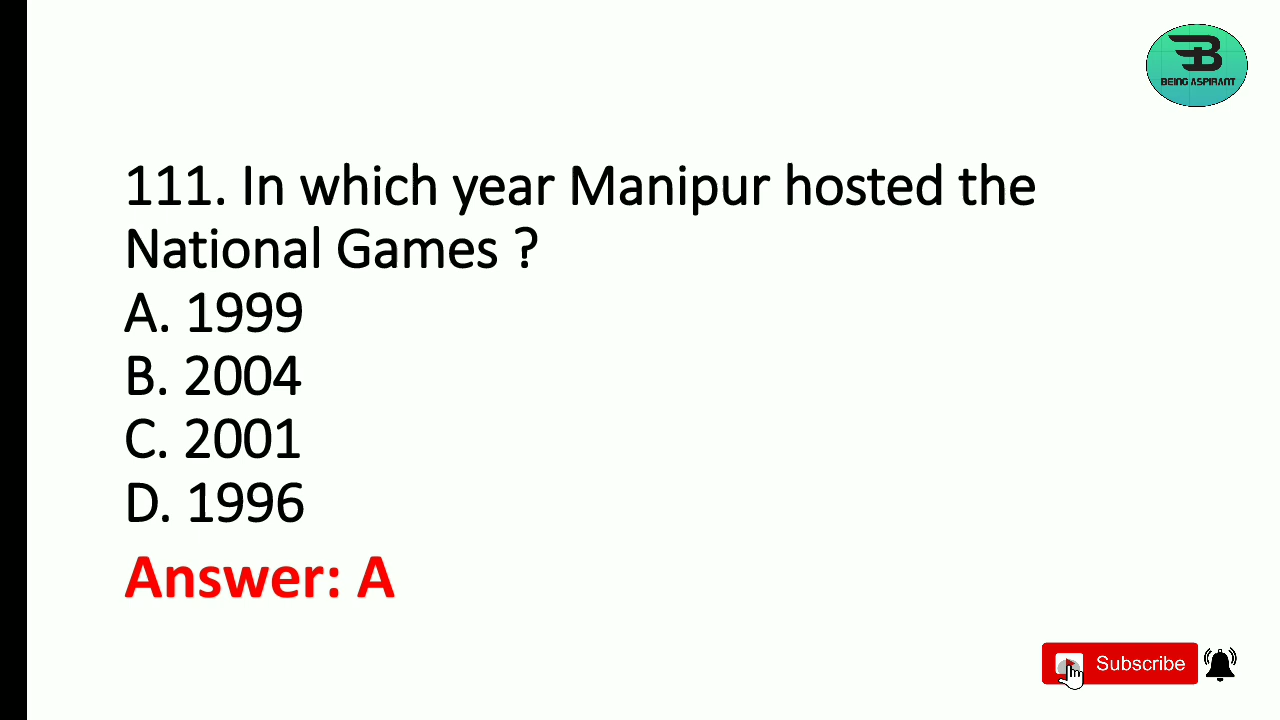 BEING ASPIRANT
111. In which year Manipur hosted the
National Games ?
A. 1999
B. 2004
C. 2001
D. 1996
Answer: A
Subscribe